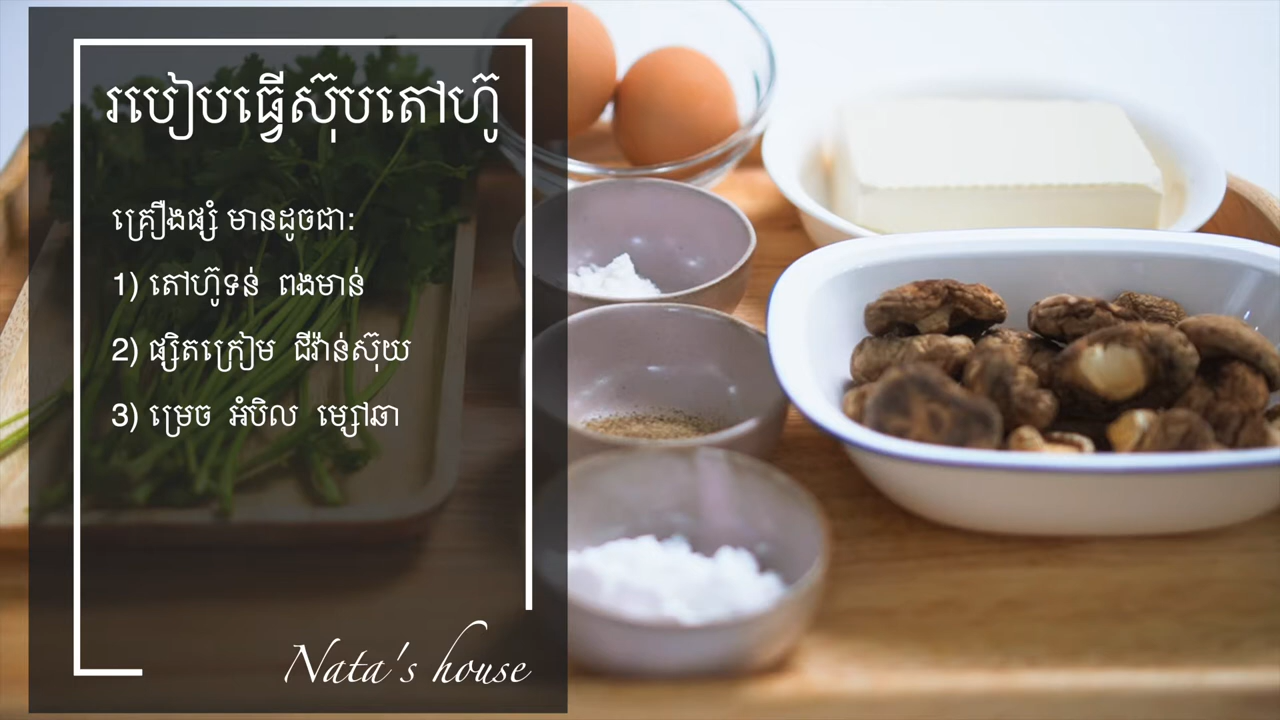 របៀបធ្វើស៊ុបតៅហ៊ូ
គ្រឿងផ្សំ មានដូចជា:
1) តៅហ៊ូទន់ ពងមាន់
2) ផ្សិតក្រៀម ជីវ៉ាន់ស៊ុយ
3) ម្រេច អំបិល ម្សៅឆា
Nata's house